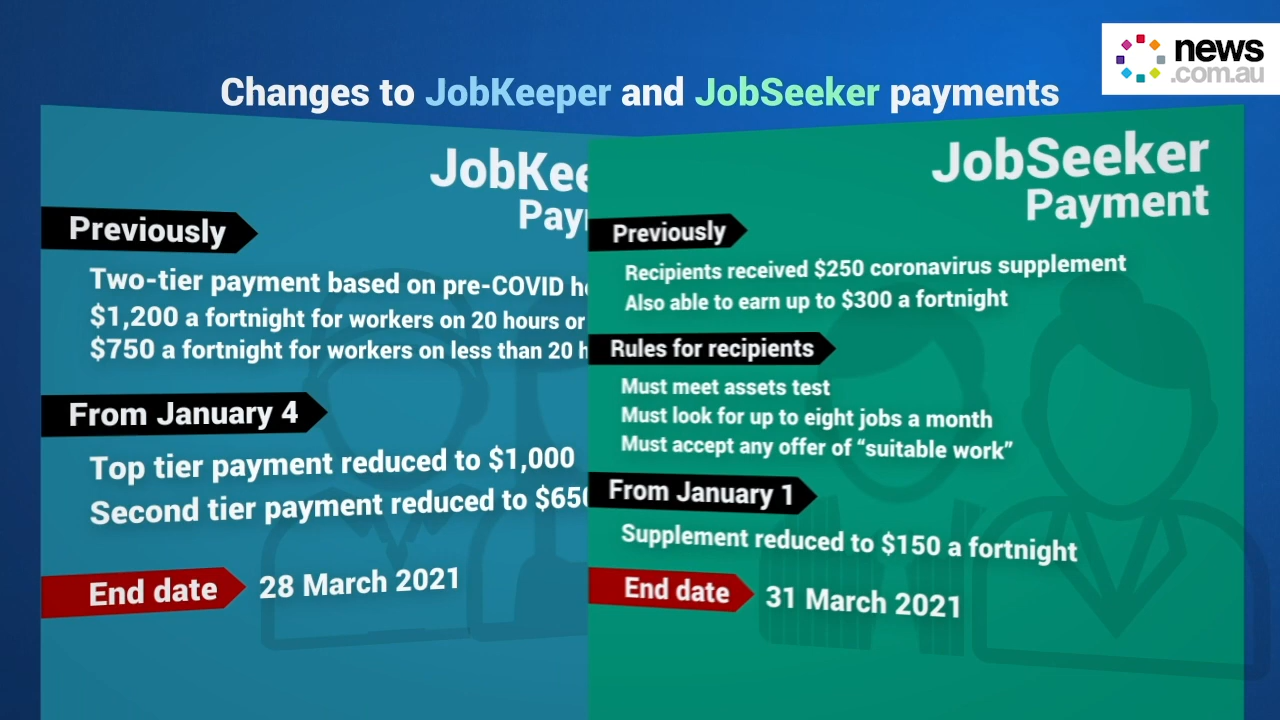 news
.com.au
Changes to JobKeeper and JobSeeker payments
Previously
Two-tier payment based on pre-COVID
$1,200 a fortnight for workers on 20 hours or
$750 a fortnight for workers on less than 20
From January 4
Top tier payment reduced to $1,000
Second tier payment reduced to
End date 28 March 2021
JobSeeker
Payment
Previously
Recipients received $250 coronavirus supplement
Also able to earn up to $300 a fortnight
Rules for recipients
Must meet assets test
Must look for up to eight jobs a month
Must accept any offer of “suitable work”
From January 1
Supplement reduced to $150 a fortnight
End date 31 March 2021